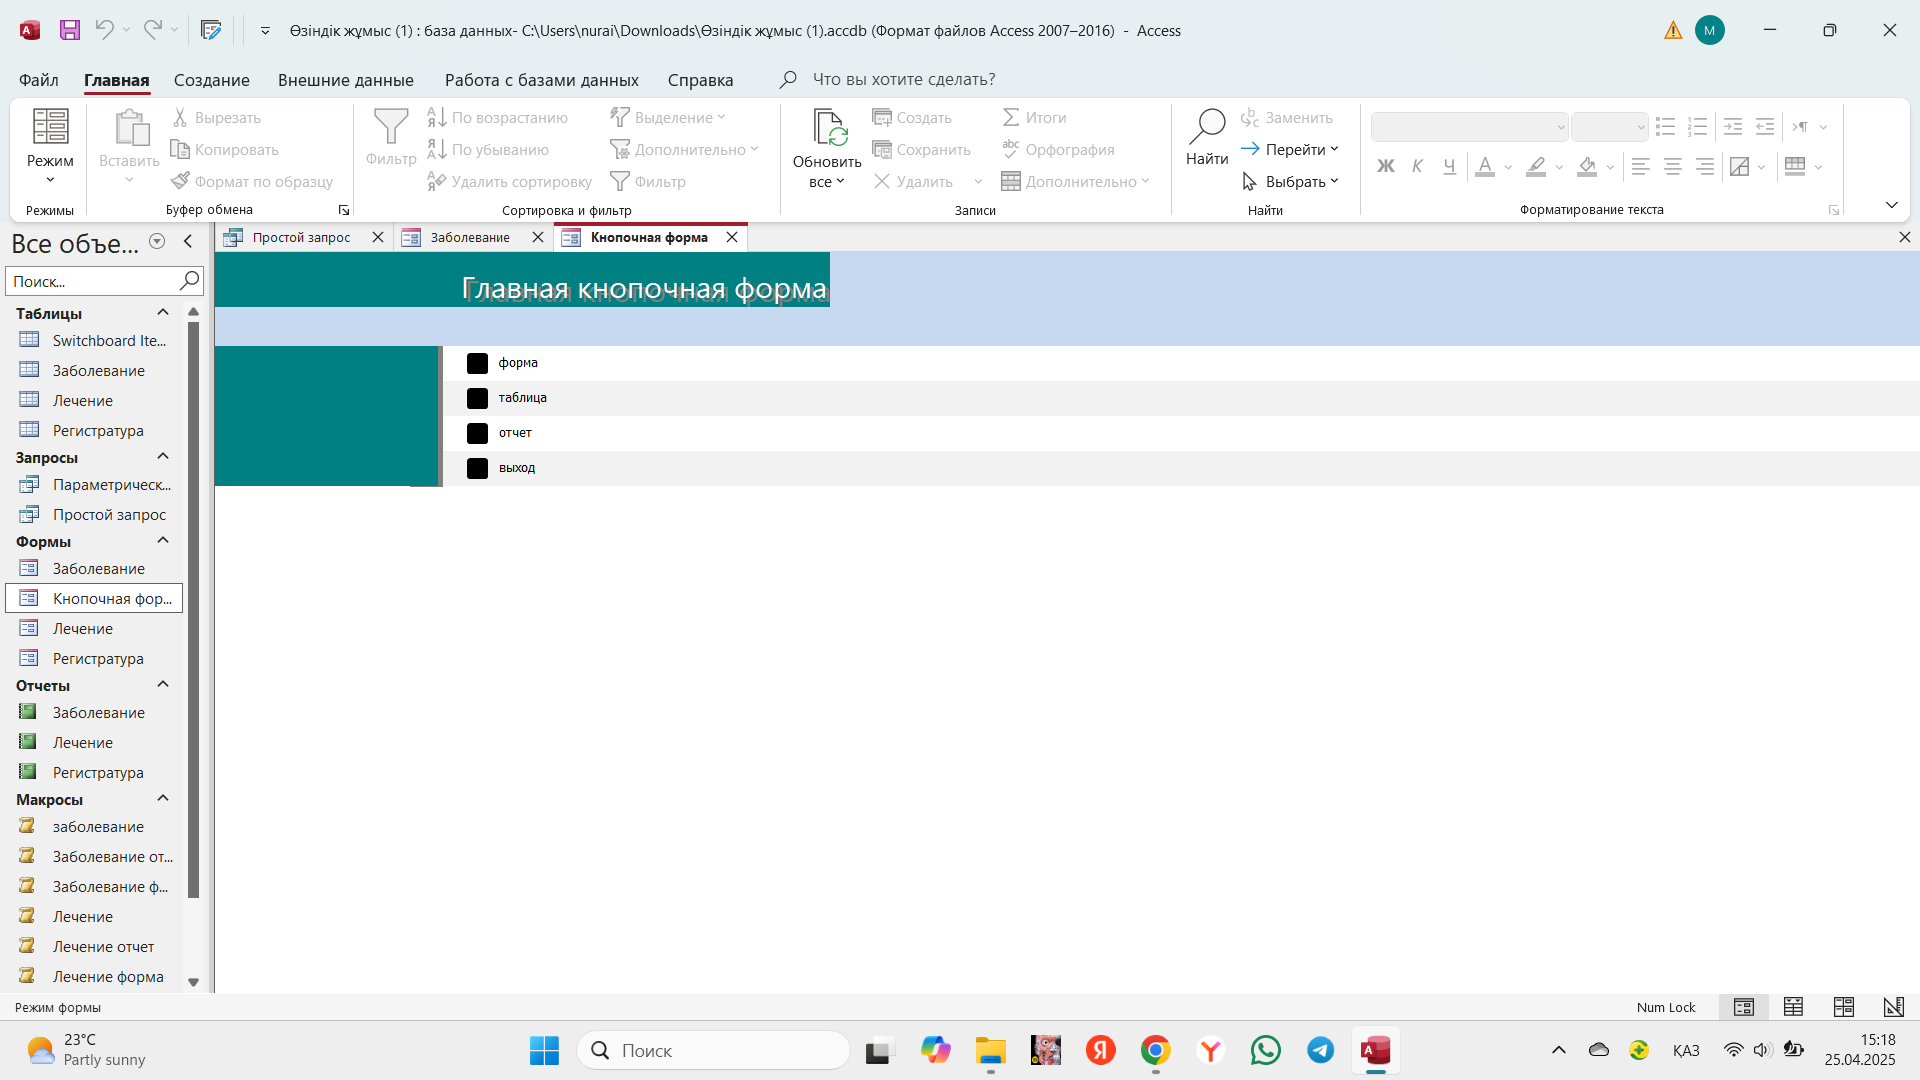 Өзіндік жұмыс (1) : база данных- C:\Users\nurai\Downloads\Өзіндік жұмыс (1).accdb (Формат файлов Access 2007–2016) - Access
M
Файл Главная Создание Внешние данные Работа с базами данных Справка Что вы хотите сделать?
Режим
Режимы
Вставить
Вырезать
Копировать
Формат по образцу
Буфер обмена
Фильтр
По возрастанию
По убыванию
Удалить сортировку
Выделение
Дополнительно
Фильтр
Сортировка и фильтр
Обновить
все
Создать
Сохранить
Удалить
Итоги
Орфография
Дополнительно
Записи
Найти
Заменить
Перейти
Выбрать
Найти
Ж К Ч
Форматирование текста
Все объе...
Поиск...
Таблицы
Switchboard Ite...
Заболевание
Лечение
Регистратура
Запросы
Параметрическ...
Простой запрос
Формы
Заболевание
Кнопочная фор...
Лечение
Регистратура
Отчеты
Заболевание
Лечение
Регистратура
Макросы
заболевание
Заболевание от...
Заболевание ф...
Лечение
Лечение отчет
Лечение форма
Простой запрос
Заболевание
Кнопочная форма
Главная кнопочная форма
форма
таблица
отчет
выход
Режим формы
Num Lock
23°C
Partly sunny
Поиск
ҚАЗ
15:18
25.04.2025